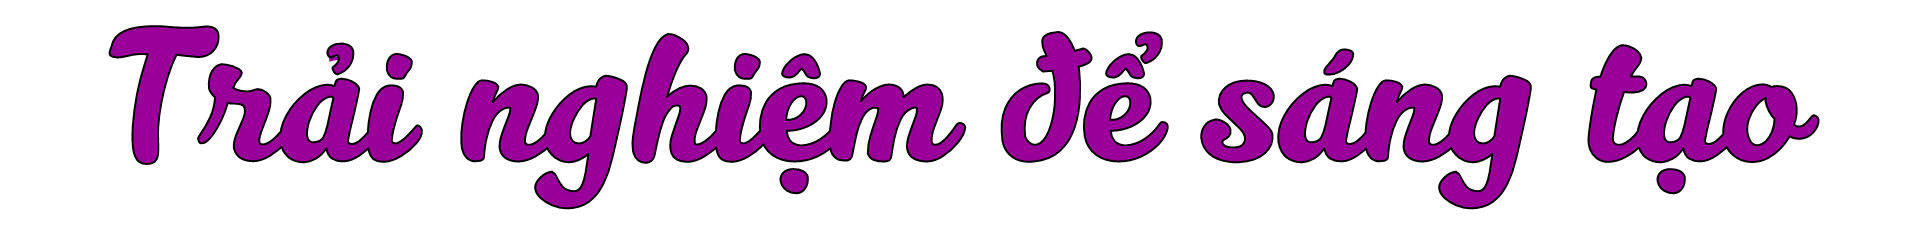 Trải nghiệm để sáng tạo